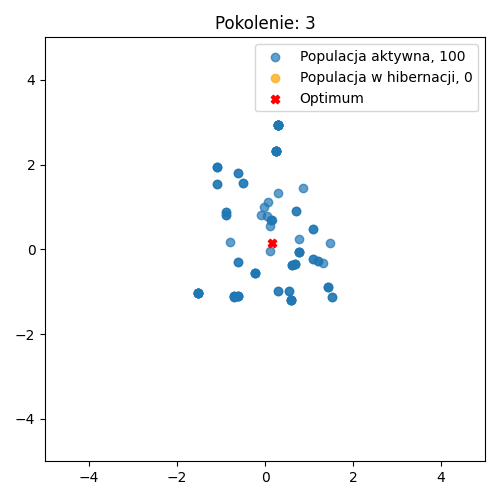 Pokolenie: 3
Populacja aktywna, 100
Populacja w hibernacji, 0
Optimum
4
2
0
−2
−4
−4 −2 0 2 4